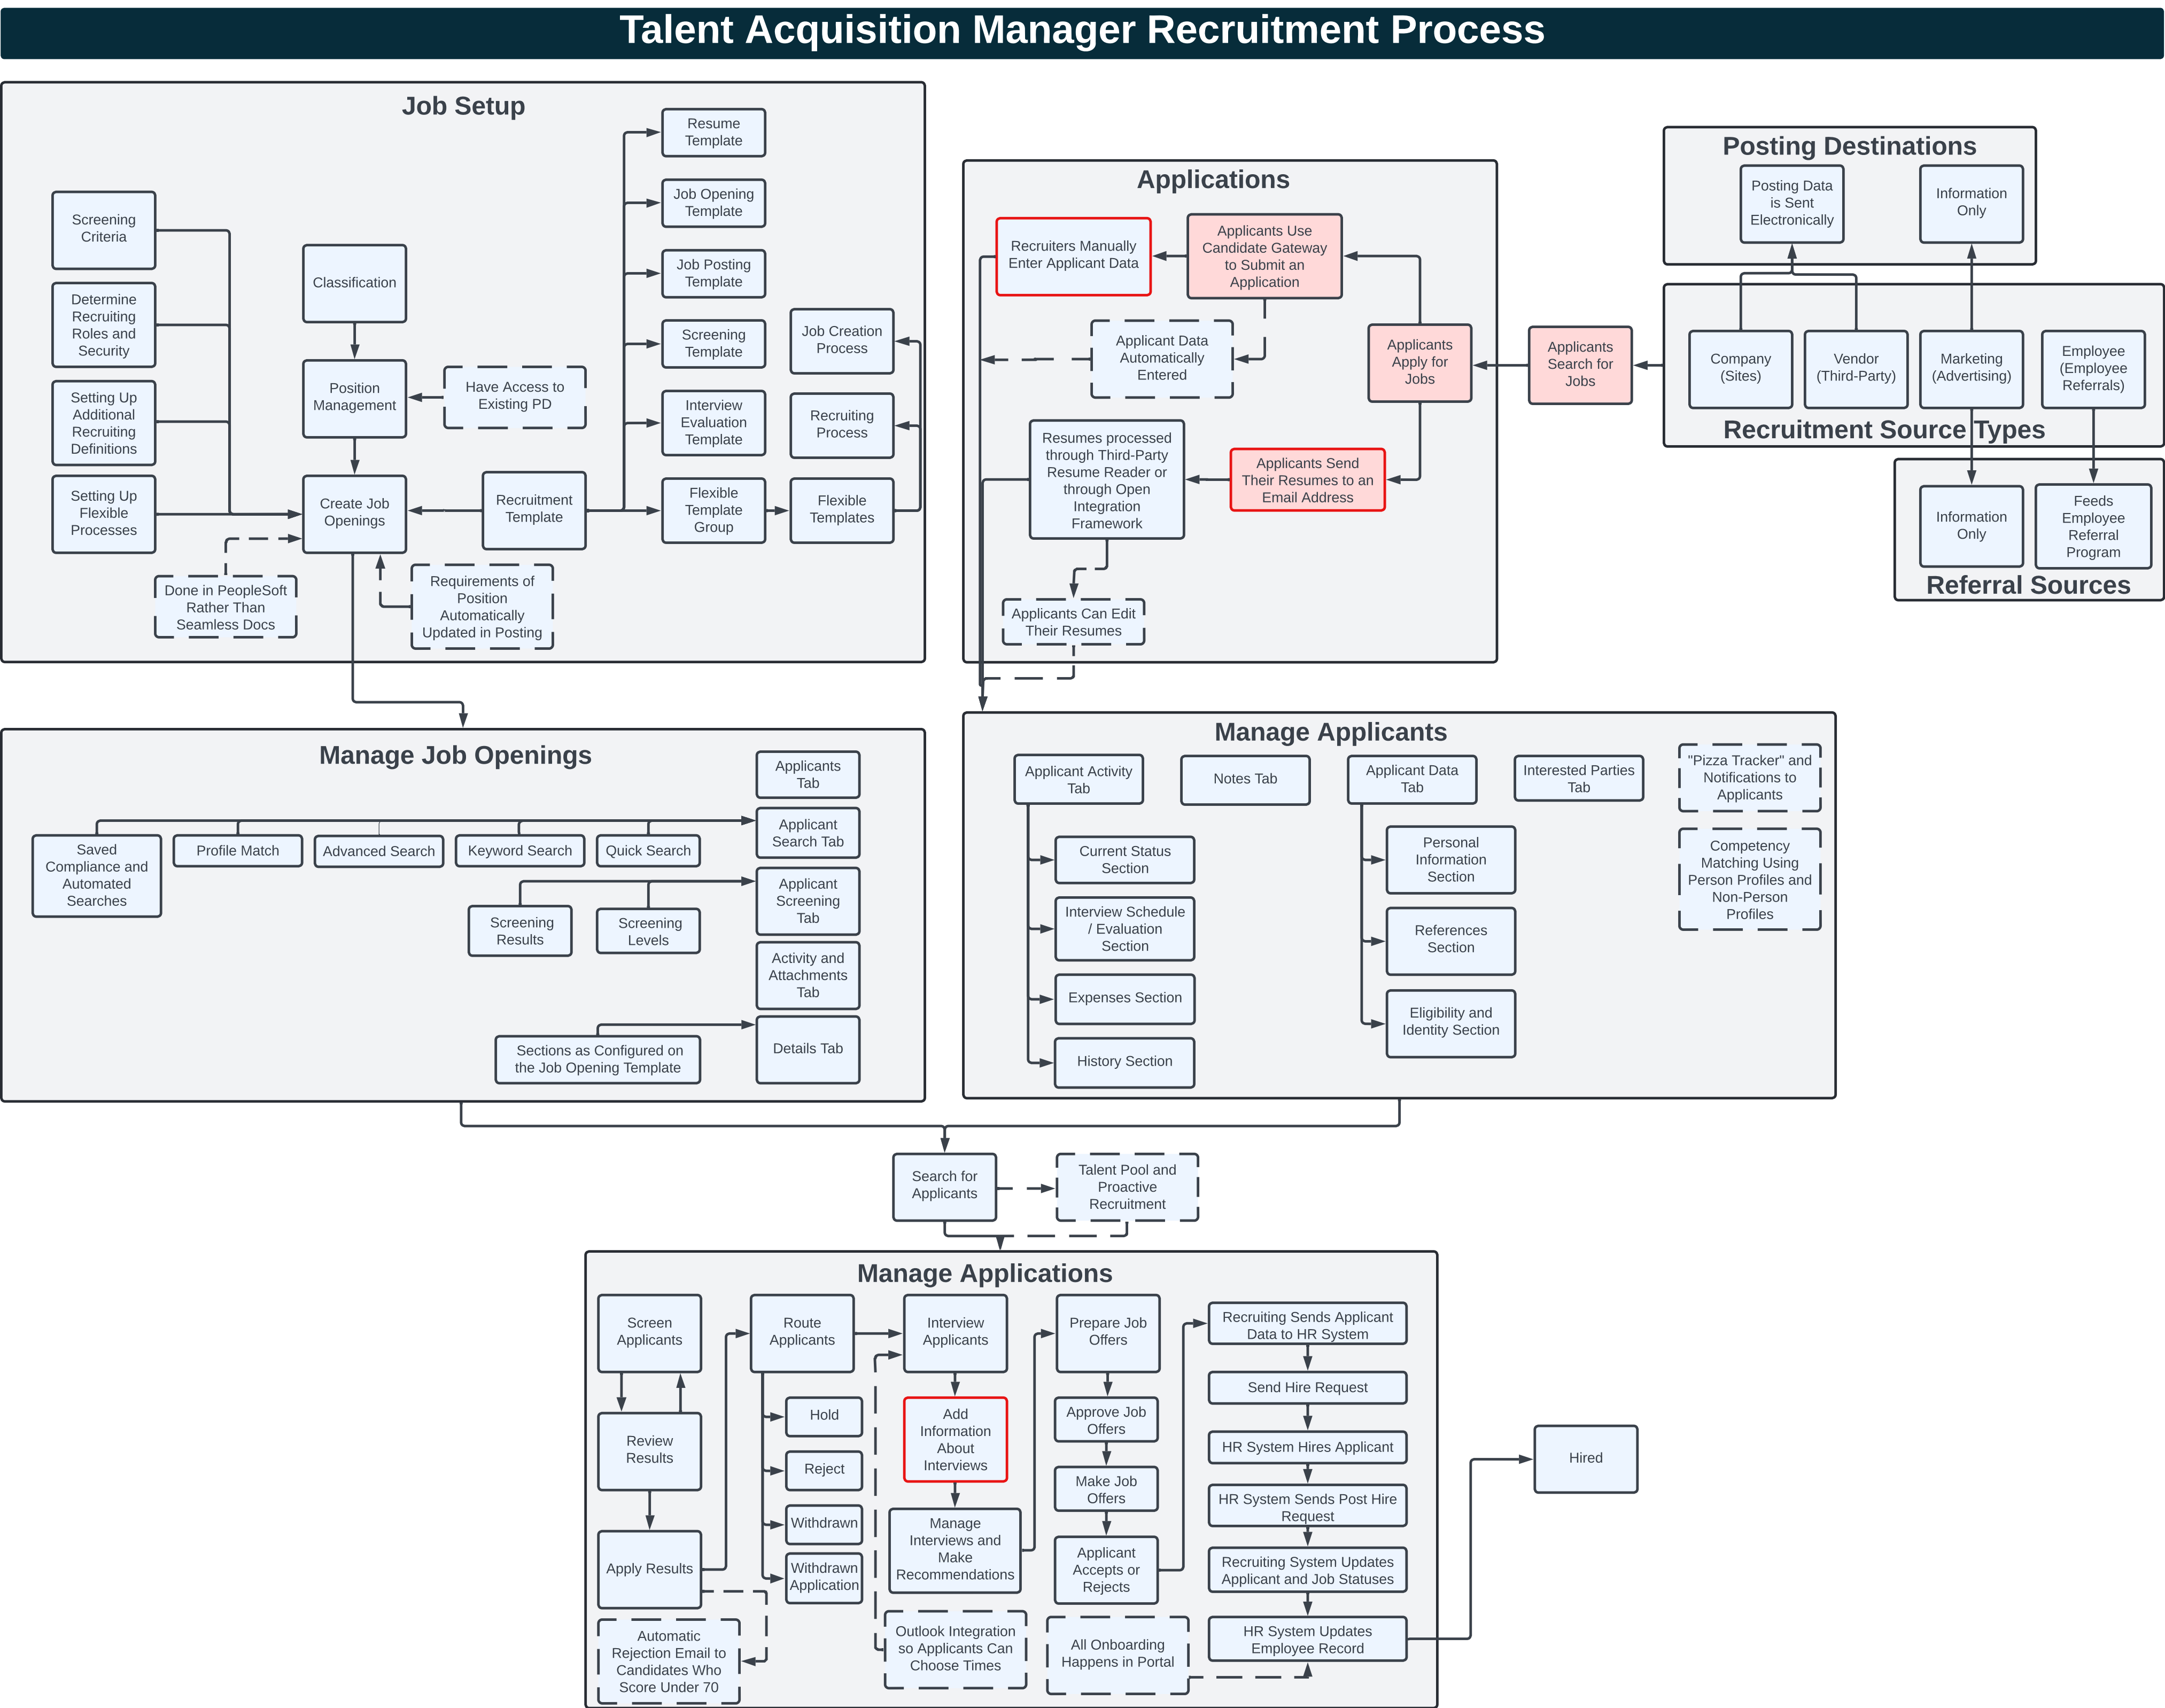 Talent Acquisition Manager Recruitment Process
Job Setup
Screening
Criteria
Determine
Recruiting
Roles and
Security
Setting Up
Additional
Recruiting
Definitions
Setting Up
Flexible
Processes
Done in PeopleSoft
Rather Than
Seamless Docs
Classification
Position
Management
Create Job
Openings
Have Access to
Existing PD
Recruitment
Template
Requirements of
Position
Automatically
Updated in Posting
Resume
Template
Job Opening
Template
Job Posting
Template
Screening
Template
Interview
Evaluation
Template
Flexible
Template
Group
Job Creation
Process
Recruiting
Process
Flexible
Templates
Applications
Recruiters Manually
Enter Applicant Data
Applicants Use
Candidate Gateway
to Submit an
Application
Applicant Data
Automatically
Entered
Applicants
Apply for
Jobs
Resumes processed
through Third-Party
Resume Reader or
through Open
Integration
Framework
Applicants Send
Their Resumes to an
Email Address
Applicants Can Edit
Their Resumes
Applicants
Search for
Jobs
Posting Destinations
Posting Data
is Sent
Electronically
Information
Only
Company
(Sites)
Vendor
(Third-Party)
Marketing
(Advertising)
Employee
(Employee
Referrals)
Recruitment Source Types
Information
Only
Feeds
Employee
Referral
Program
Referral Sources
Manage Job Openings
Applicants
Tab
Applicant
Search Tab
Saved
Compliance and
Automated
Searches
Profile Match
Advanced Search
Keyword Search
Quick Search
Applicant
Screening
Tab
Screening
Results
Screening
Levels
Activity and
Attachments
Tab
Sections as Configured on
the Job Opening Template
Details Tab
Manage Applicants
Applicant Activity
Tab
Notes Tab
Applicant Data
Tab
Interested Parties
Tab
"Pizza Tracker" and
Notifications to
Applicants
Current Status
Section
Interview Schedule
/ Evaluation
Section
Expenses Section
History Section
Personal
Information
Section
References
Section
Eligibility and
Identity Section
Competency
Matching Using
Person Profiles and
Non-Person
Profiles
Search for
Applicants
Talent Pool and
Proactive
Recruitment
Manage Applications
Screen
Applicants
Review
Results
Apply Results
Automatic
Rejection Email to
Candidates Who
Score Under 70
Route
Applicants
Hold
Reject
Withdrawn
Withdrawn
Application
Interview
Applicants
Add
Information
About
Interviews
Manage
Interviews and
Make
Recommendations
Outlook Integration
so Applicants Can
Choose Times
Prepare Job
Offers
Approve Job
Offers
Make Job
Offers
Applicant
Accepts or
Rejects
All Onboarding
Happens in Portal
Recruiting Sends Applicant
Data to HR System
Send Hire Request
HR System Hires Applicant
HR System Sends Post Hire
Request
Recruiting System Updates
Applicant and Job Statuses
HR System Updates
Employee Record
Hired